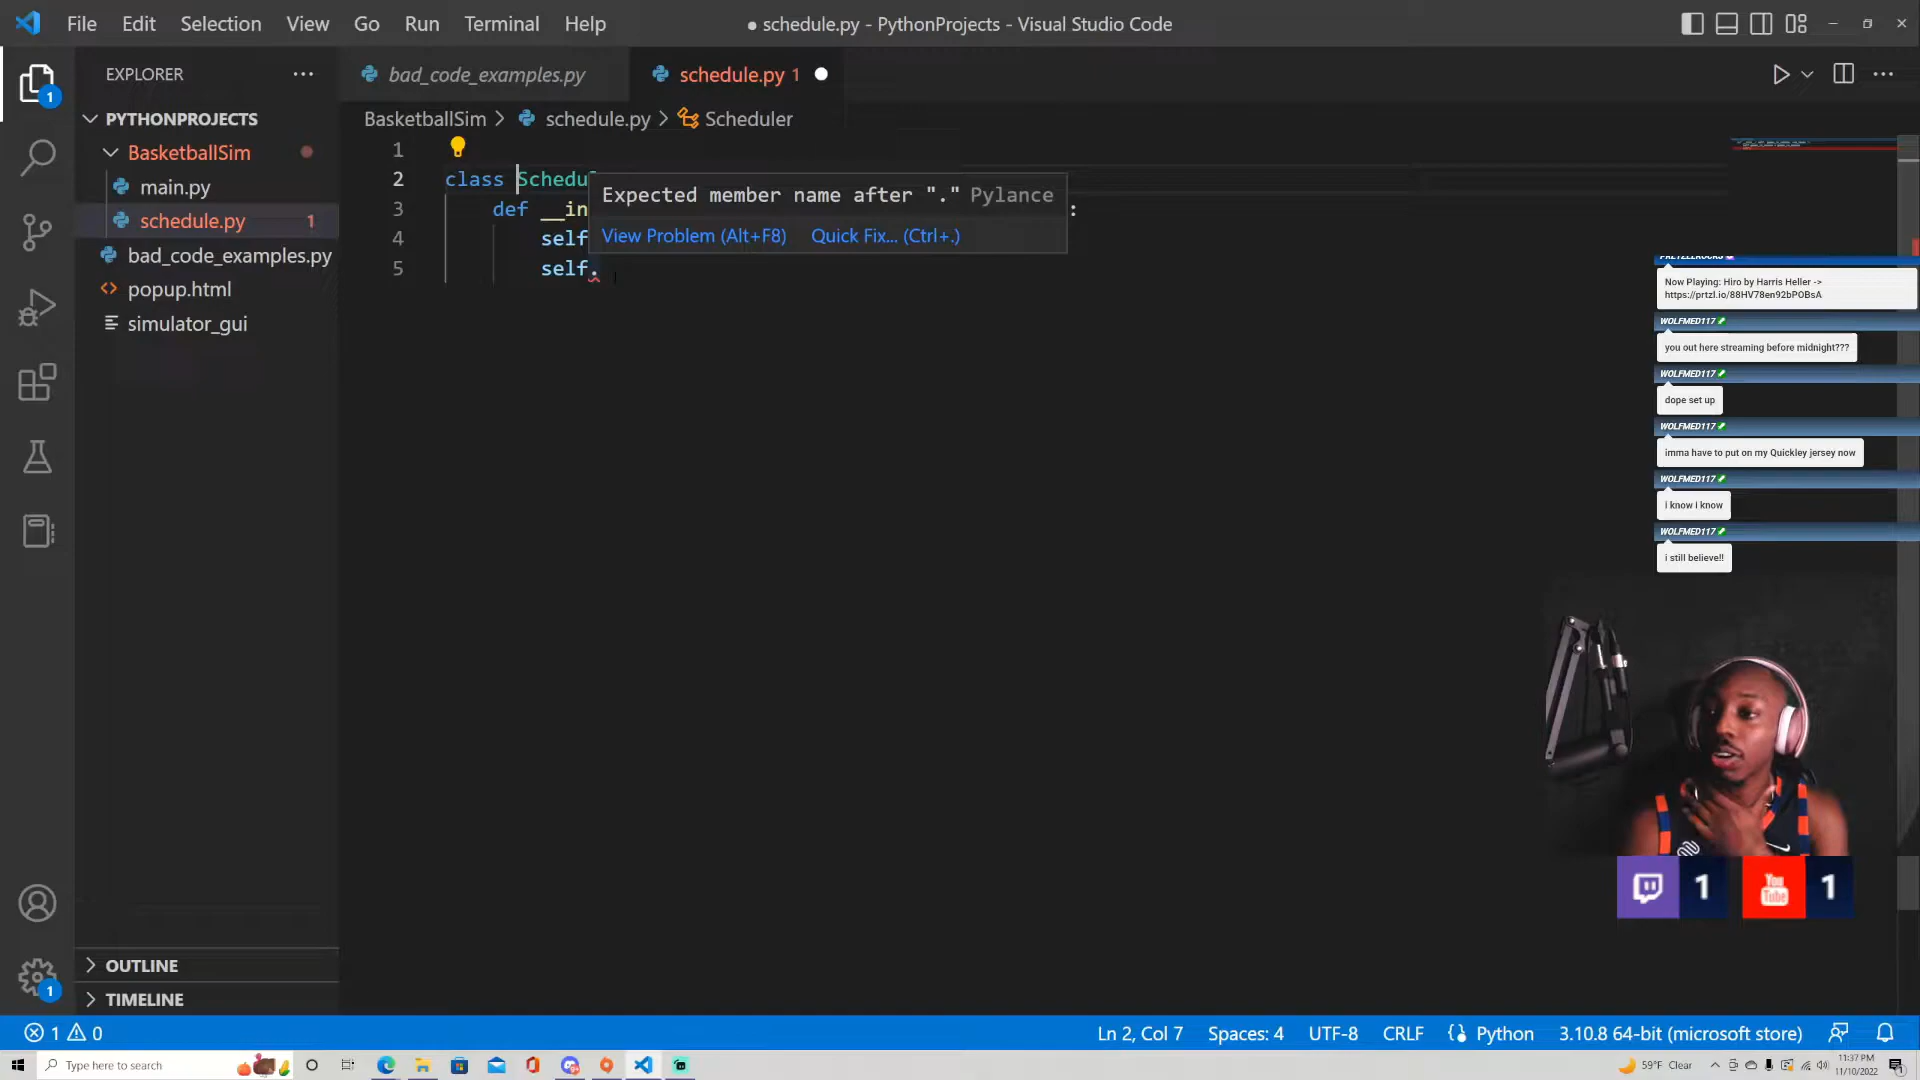 File Edit Selection View Go Run Terminal Help
● schedule.py - PythonProjects - Visual Studio Code
EXPLORER
bad_code_examples.py
schedule.py 1
PYTHONPROJECTS
BasketballSim > schedule.py > Scheduler
BasketballSim
main.py
schedule.py 1
bad_code_examples.py
popup.html
simulator_gui
1
2 class Schedul
3 def __in :
4 self
5 self.
Expected member name after "." Pylance
View Problem (Alt+F8) Quick Fix... (Ctrl+.)
Now Playing: Hiro by Harris Heller ->
https://prtzl.io/88HV78en92bPOBsA
WOLFMED117
you out here streaming before midnight???
WOLFMED117
dope set up
WOLFMED117
imma have to put on my Quickley jersey now
WOLFMED117
i know i know
WOLFMED117
i still believe!!
1
1
You Tube
1
1
OUTLINE
TIMELINE
1 0
Ln 2, Col 7 Spaces: 4 UTF-8 CRLF Python 3.10.8 64-bit (microsoft store)
Type here to search
59°F Clear
11:37 PM
11/10/2022